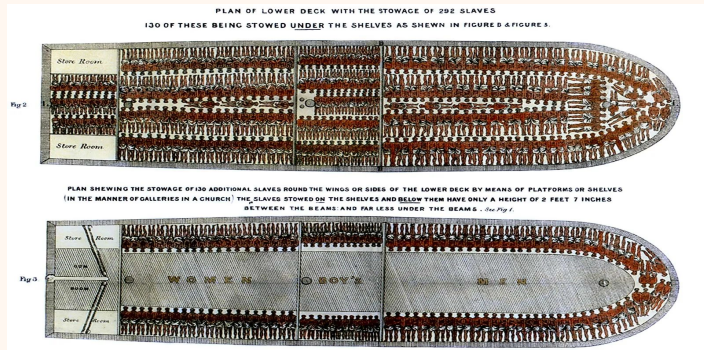 PLAN OF LOWER DECK WITH THE STOWAGE OF 292 SLAVES
130 OF THESE BEING STOWED UNDER THE SHELVES AS SHEWN IN FIGURE D & FIGURE 5.
Store Room
Fig 2
Store Room
PLAN SHEWING THE STOWAGE OF 130 ADDITIONAL SLAVES ROUND THE WINGS OR SIDES OF THE LOWER DECK BY MEANS OF PLATFORMS OR SHELVES
(IN THE MANNER OF GALLERIES IN A CHURCH) THE SLAVES STOWED ON THE SHELVES AND BELOW THEM HAVE ONLY A HEIGHT OF 2 FEET 7 INCHES
BETWEEN THE BEAMS: AND FAR LESS UNDER THE BEAMS. See Fig 1.
Store Room
GUN
Fig 3
WOMEN BOY'S MEN
ROOM
Store Room